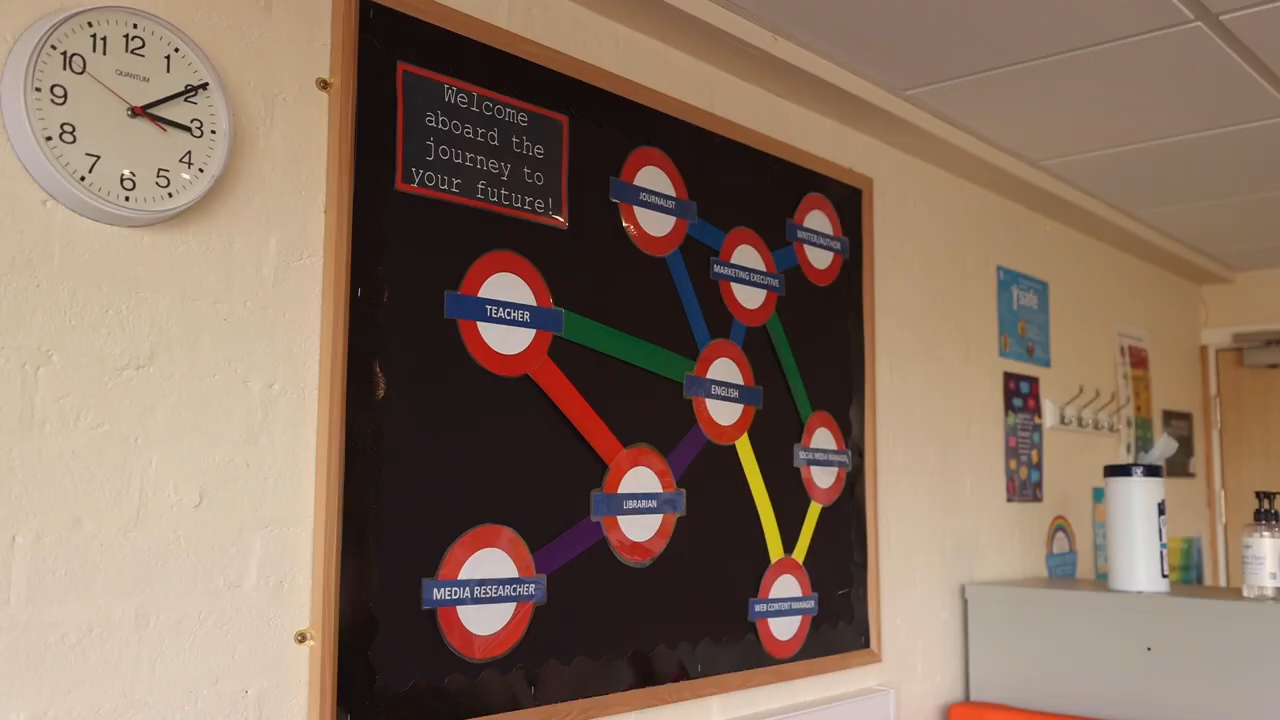 11 12 1
10 2
QUANTUM
9 3
8 4
7 6 5
Welcome
aboard the
journey to
your future!
JOURNALIST
WRITER/AUTHOR
MARKETING EXECUTIVE
TEACHER
ENGLISH
SOCIAL MEDIA MANAGER
LIBRARIAN
MEDIA RESEARCHER
WEB CONTENT MANAGER
safe